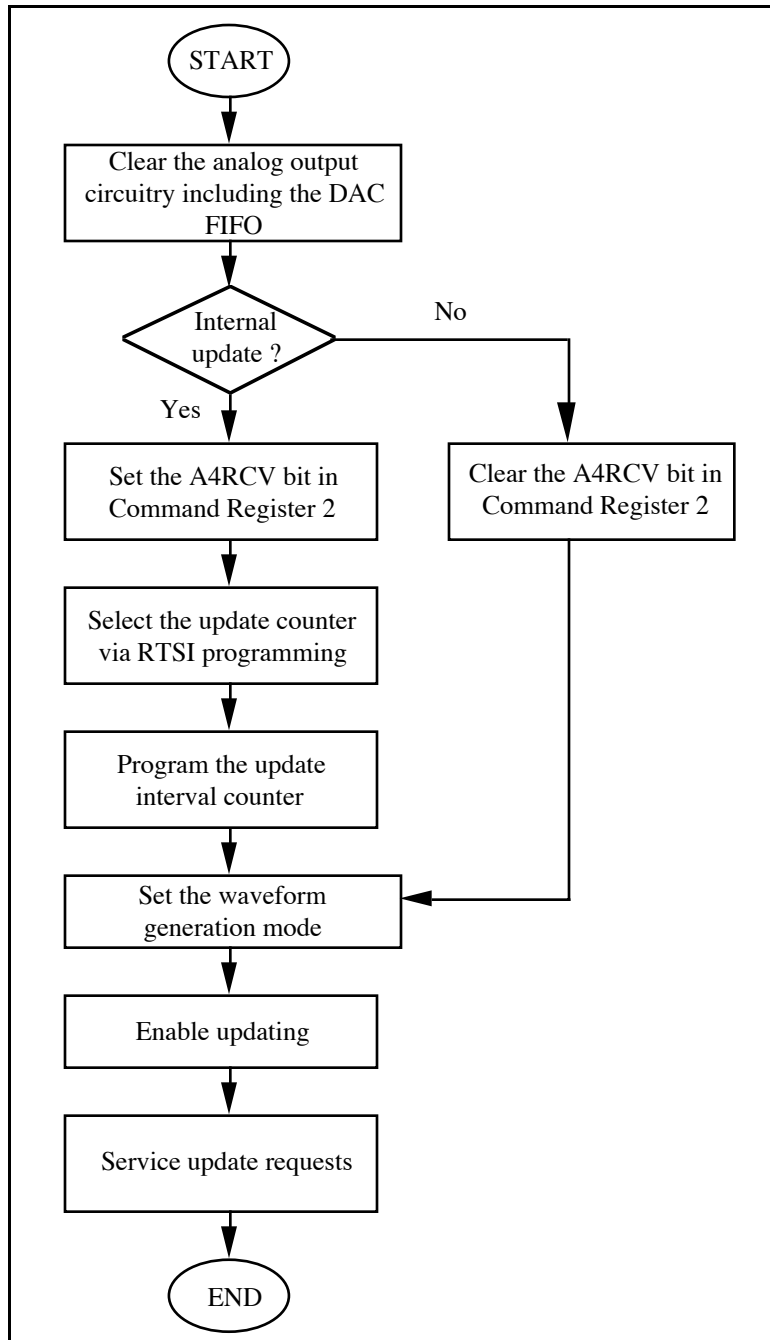 START
Clear the analog output
circuitry including the DAC
FIFO
Internal
update ?
No
Yes
Set the A4RCV bit in
Command Register 2
Clear the A4RCV bit in
Command Register 2
Select the update counter
via RTSI programming
Program the update
interval counter
Set the waveform
generation mode
Enable updating
Service update requests
END